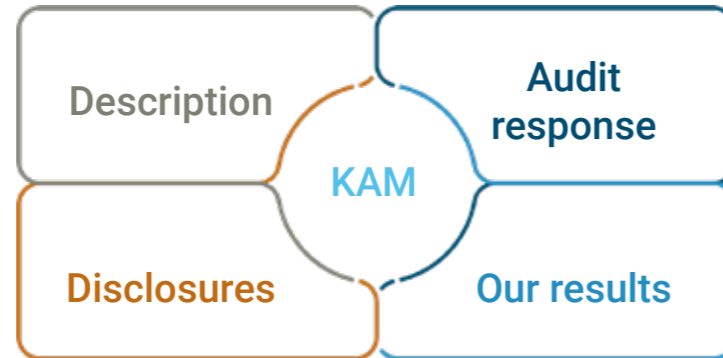 Description
Audit
response
KAM
Disclosures
Our results